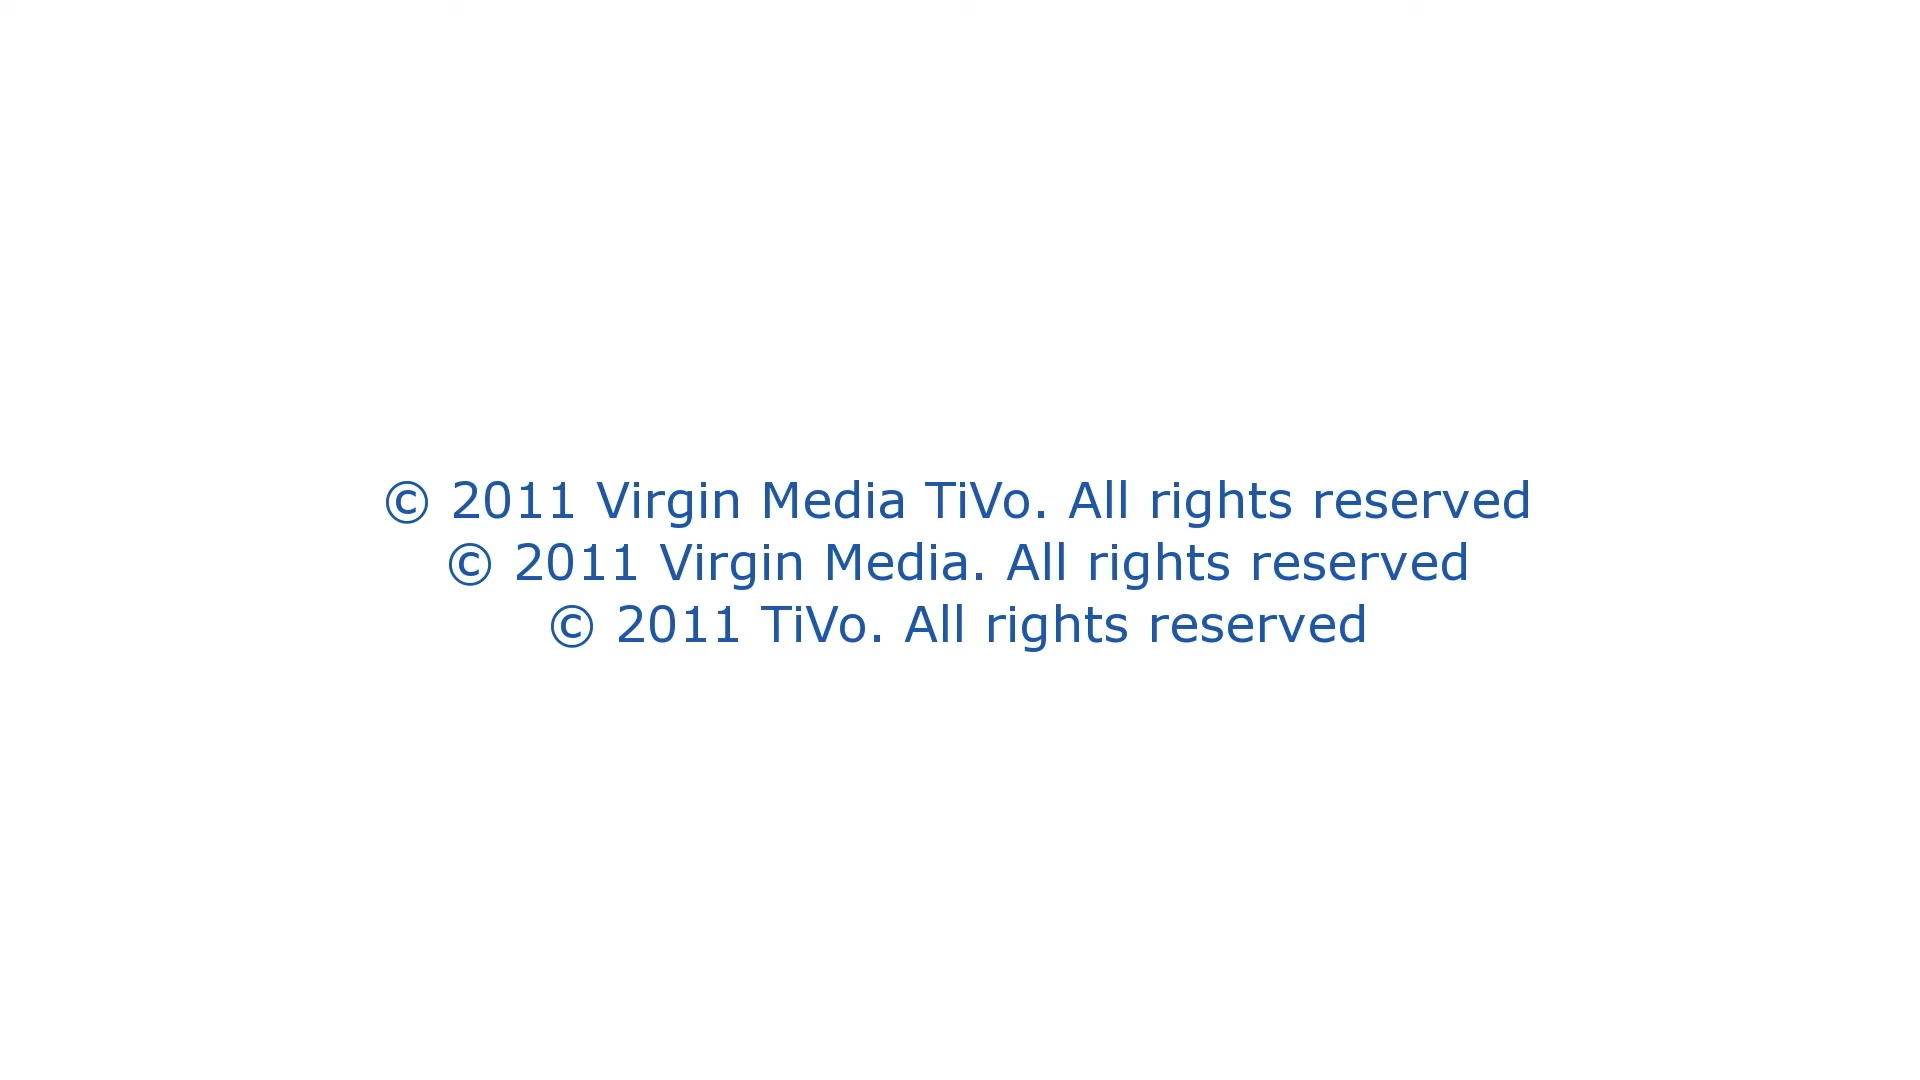 © 2011 Virgin Media TiVo. All rights reserved
© 2011 Virgin Media. All rights reserved
© 2011 TiVo. All rights reserved